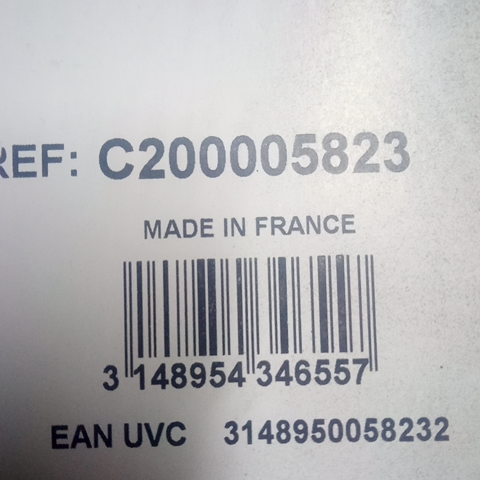 REF: C200005823
MADE IN FRANCE
3 148954 346557
EAN UVC 3148950058232